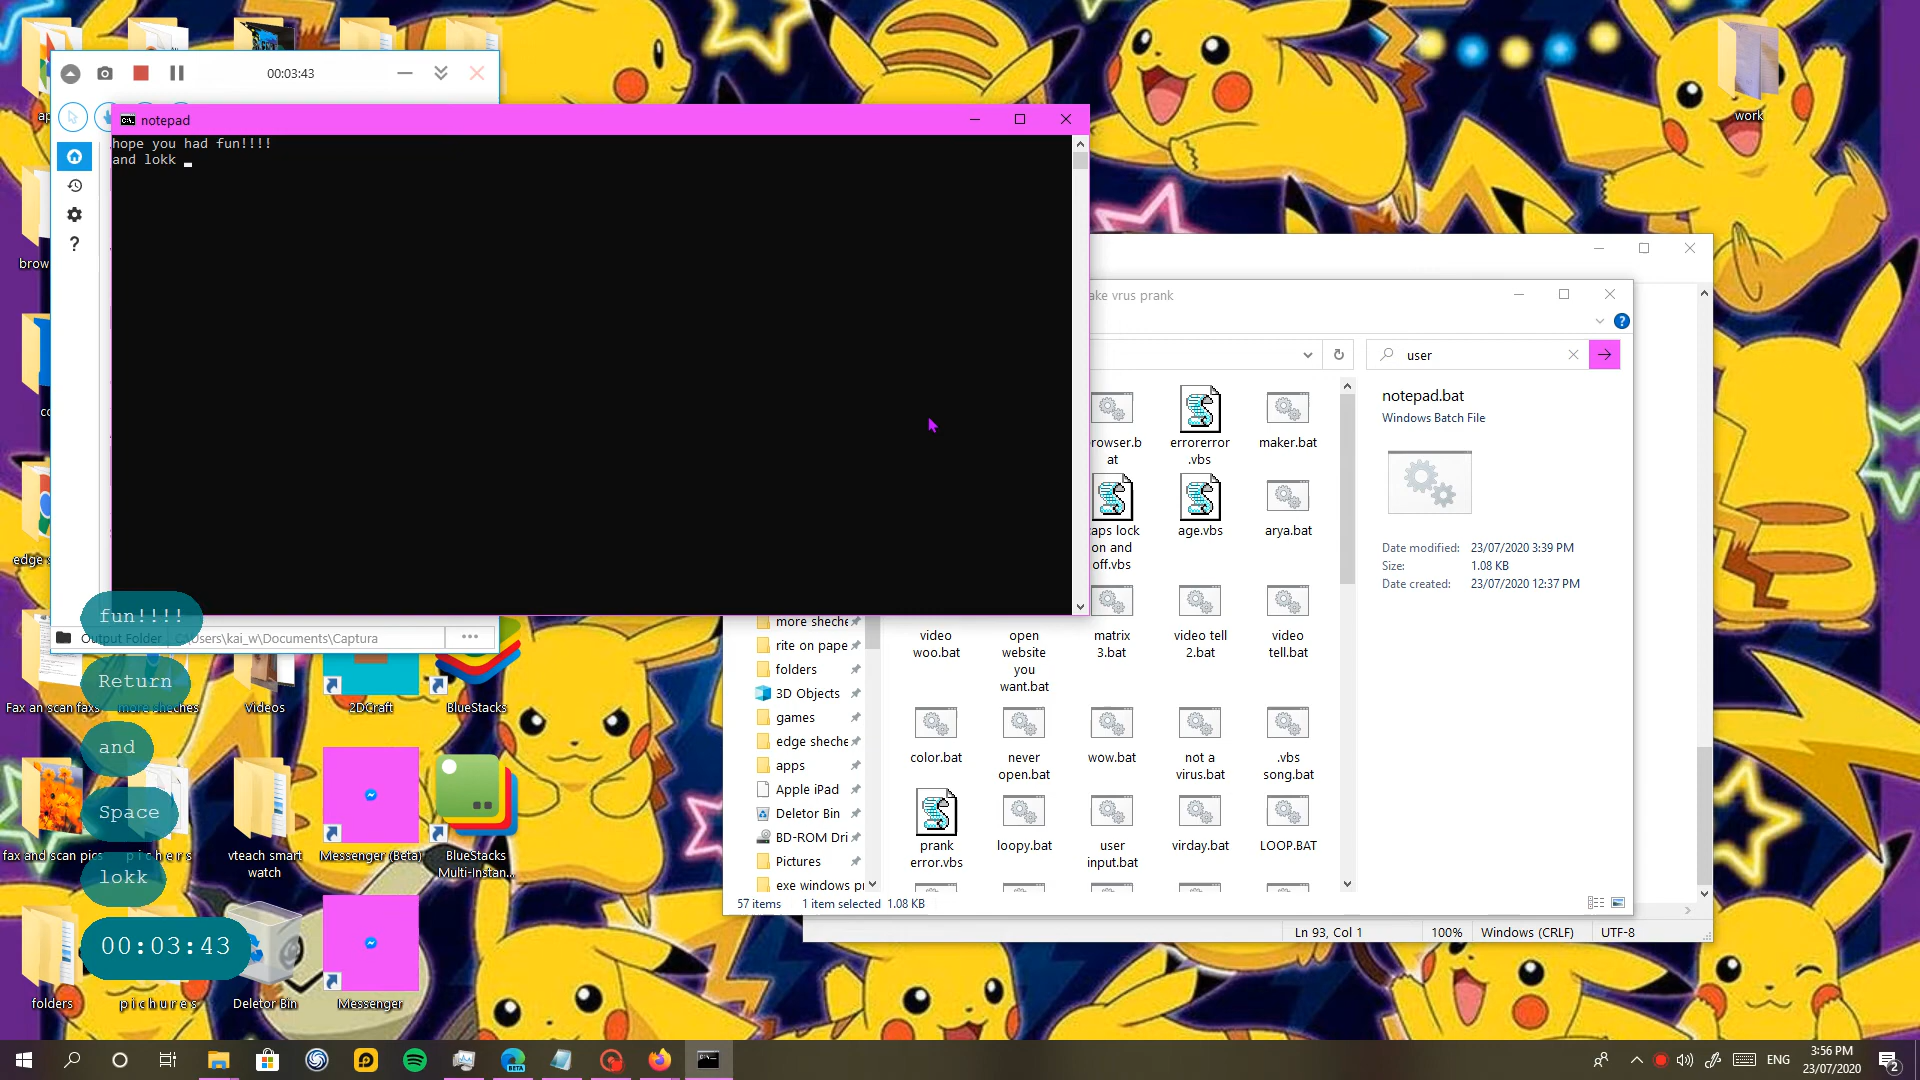 00:03:43
notepad
hope you had fun!!!!
and lokk
work
ake vrus prank
user
notepad.bat
Windows Batch File
Date modified: 23/07/2020 3:39 PM
Size: 1.08 KB
Date created: 23/07/2020 12:37 PM
rowser.b
at
errorerror
.vbs
maker.bat
aps lock
on and
off.vbs
age.vbs
arya.bat
video
woo.bat
open
website
you
want.bat
matrix
3.bat
video tell
2.bat
video
tell.bat
color.bat
never
open.bat
wow.bat
not a
virus.bat
.vbs
song.bat
prank
error.vbs
loopy.bat
user
input.bat
virday.bat
LOOP.BAT
more sheche
rite on pape
folders
3D Objects
games
edge sheche
apps
Apple iPad
Deletor Bin
BD-ROM Dri
Pictures
exe windows pr
57 items
1 item selected 1.08 KB
Ln 93, Col 1
100%
Windows (CRLF)
UTF-8
ap
brow
co
edge s
Output Folder
C:\Users\kai_w\Documents\Captura
fun!!!!
Return
and
Space
lokk
00:03:43
Fax an scan faxs
more sheches
Videos
2DCraft
BlueStacks
fax and scan pics
p i c h e r s
vteach smart
watch
Messenger (Beta)
BlueStacks
Multi-Instan...
folders
p i c h u r e s
Deletor Bin
Messenger
BETA
ENG
3:56 PM
23/07/2020
2